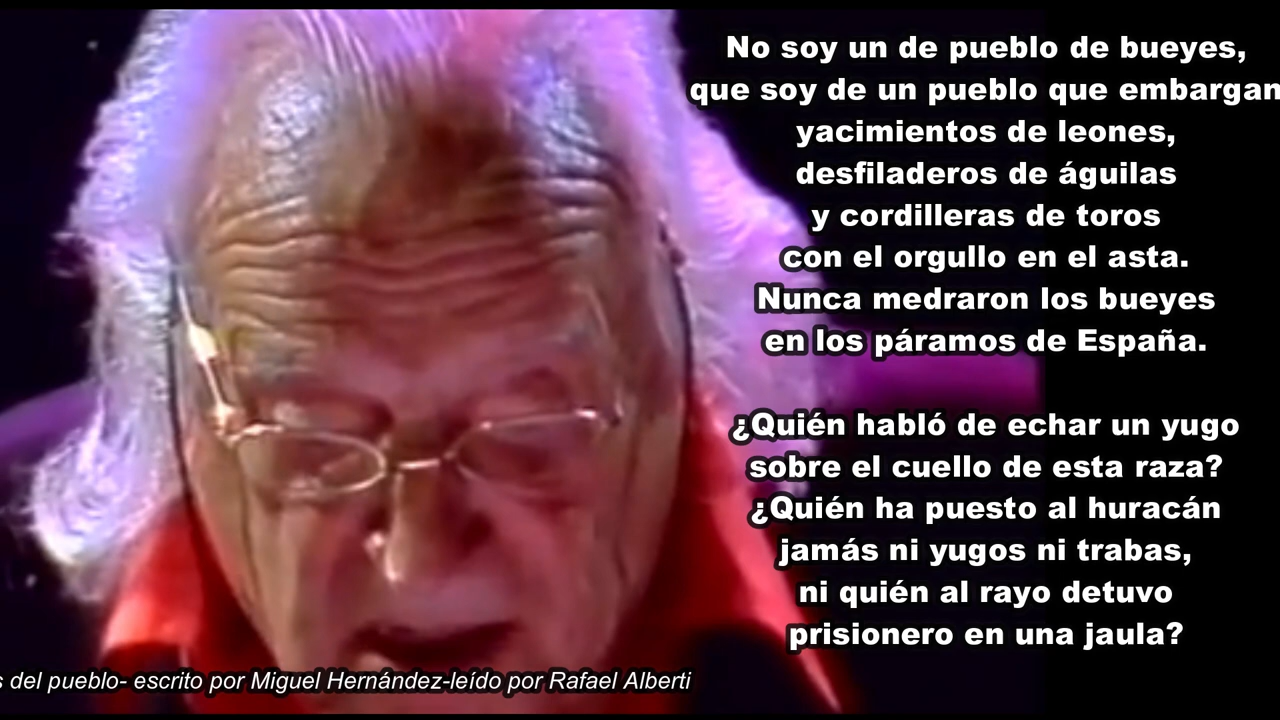 No soy un de pueblo de bueyes,
que soy de un pueblo que embargan
yacimientos de leones,
desfiladeros de águilas
y cordilleras de toros
con el orgullo en el asta.
Nunca medraron los bueyes
en los páramos de España.
¿Quién habló de echar un yugo
sobre el cuello de esta raza?
¿Quién ha puesto al huracán
jamás ni yugos ni trabas,
ni quién al rayo detuvo
prisionero en una jaula?
s del pueblo- escrito por Miguel Hernández-leído por Rafael Alberti